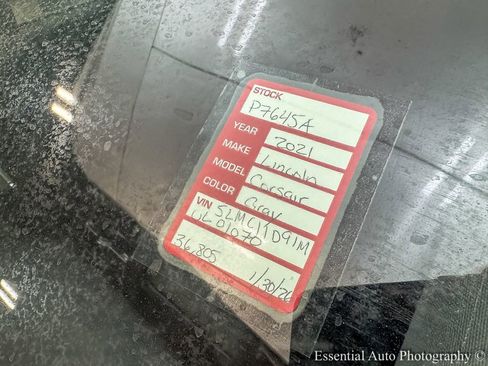 STOCK
P7645A
YEAR 2021
MAKE Lincoln
MODEL Corsair
COLOR Gray
VIN 5LMCJ1D91M
UL01070
36,805 1/30/26
Essential Auto Photography